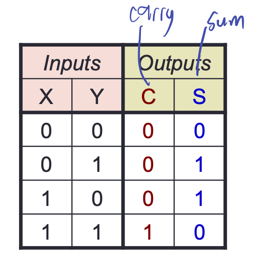 carry sum
Inputs Outputs
X Y C S
0 0 0 0
0 1 0 1
1 0 0 1
1 1 1 0